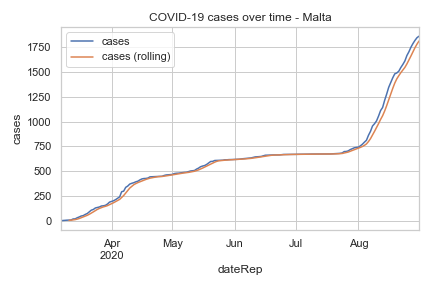 COVID-19 cases over time - Malta
cases
cases (rolling)
1750
1500
1250
1000
750
500
250
0
cases
Apr
2020
May
Jun
Jul
Aug
dateRep